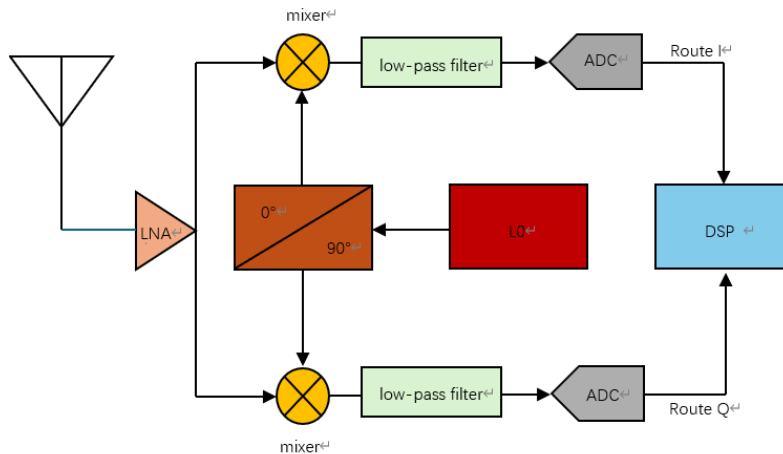 mixer↵
low-pass filter↵
ADC↵
Route I↵
0°↵
90°↵
L0↵
DSP
↵
LNA↵
low-pass filter↵
ADC↵
Route Q↵
mixer↵